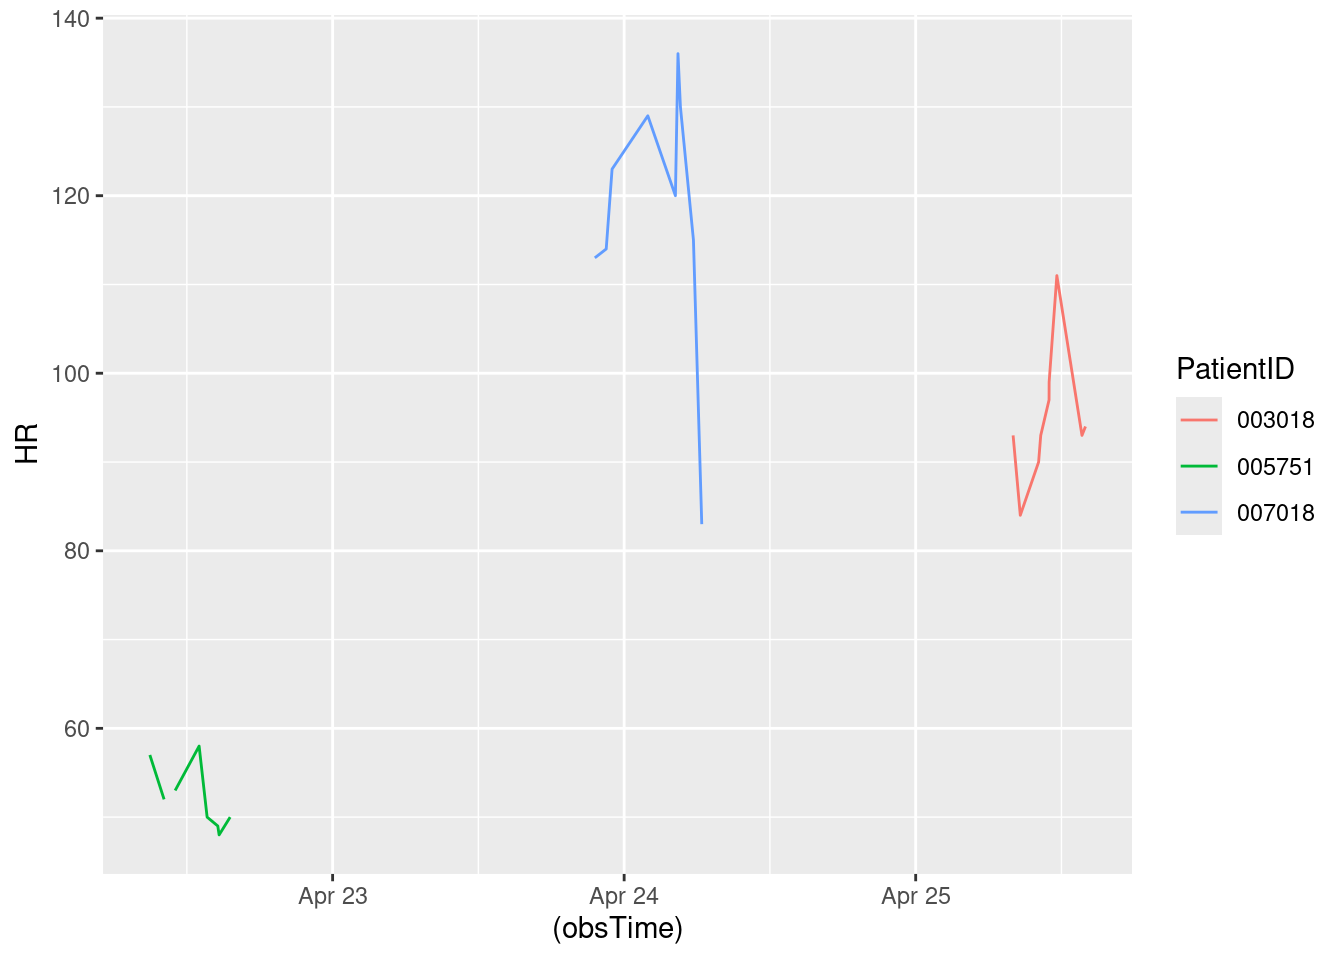 140
120
100
80
60
HR
Apr 23
Apr 24
Apr 25
(obsTime)
PatientID
003018
005751
007018